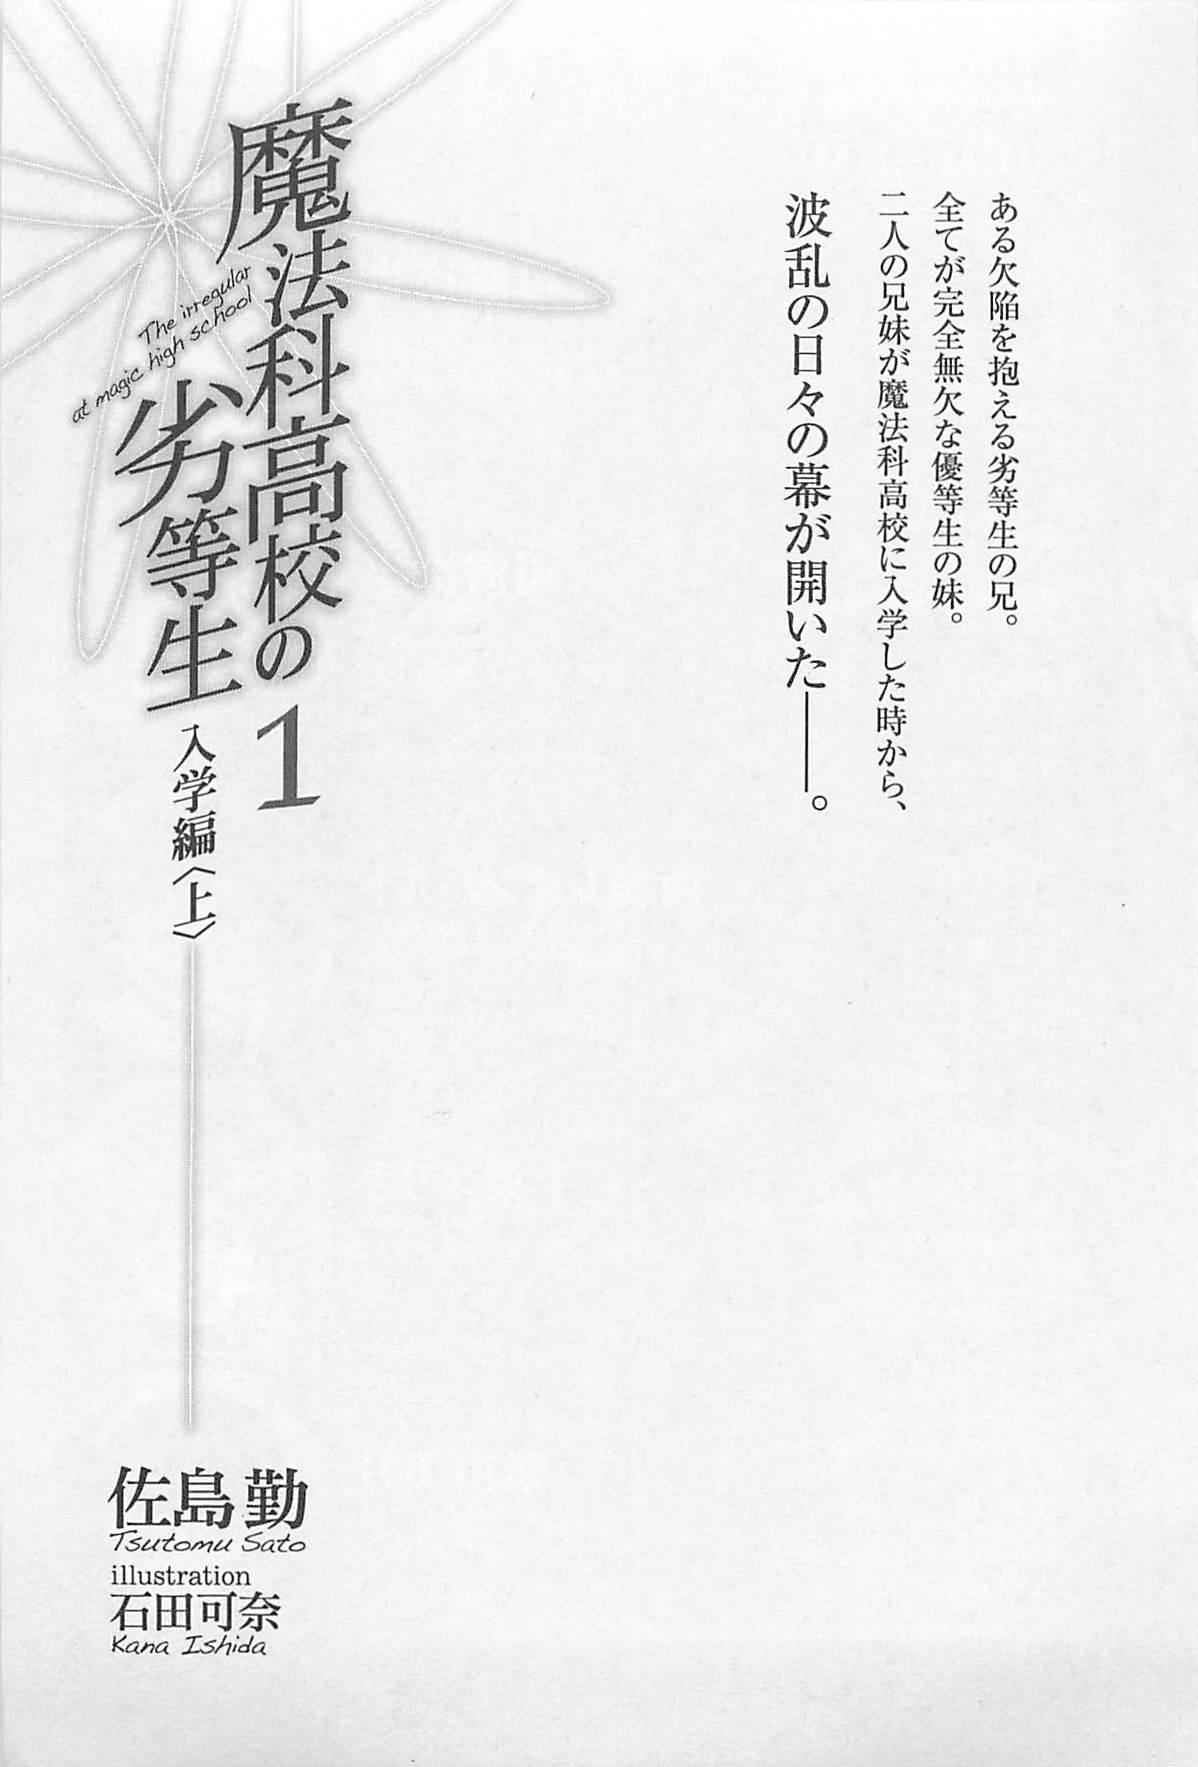 ある欠陥を抱える劣等生の兄。
全てが完全無欠な優等生の妹。
二人の兄妹が魔法科高校に入学した時から、
波乱の日々の幕が開いた――。
魔法科高校の
劣等生
1
The irregular
at magic high school
入学編〈上〉
佐島 勤
Tsutomu Sato
illustration
石田可奈
Kana Ishida